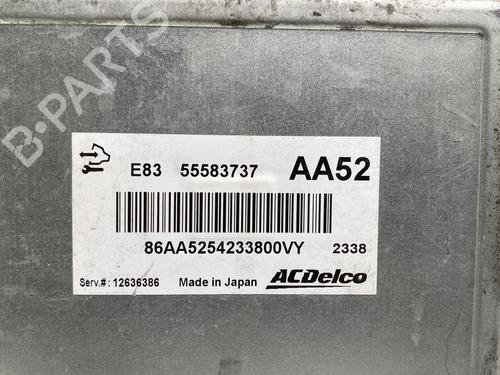 B-PARTS
E83 55583737 AA52
86AA5254233800VY 2338
Serv.#: 12636386 Made in Japan ACDelco